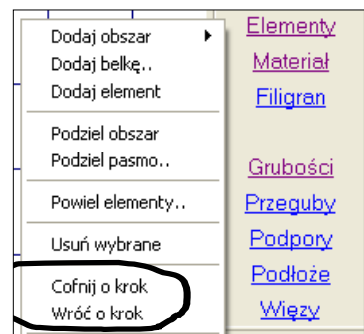 Dodaj obszar
Dodaj belkę..
Dodaj element
Podziel obszar
Podziel pasmo..
Powiel elementy..
Usuń wybrane
Cofnij o krok
Wróć o krok
Elementy
Materiał
Filigran
Grubości
Przeguby
Podpory
Podłoże
Więzy